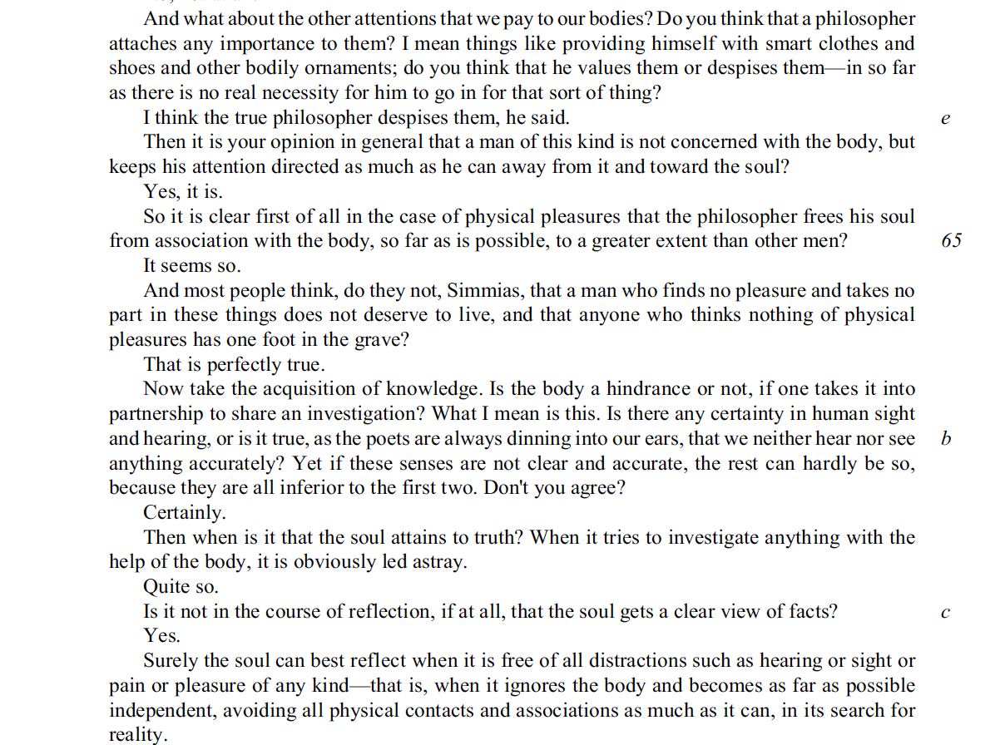 And what about the other attentions that we pay to our bodies? Do you think that a philosopher
attaches any importance to them? I mean things like providing himself with smart clothes and
shoes and other bodily ornaments; do you think that he values them or despises them—in so far
as there is no real necessity for him to go in for that sort of thing?
I think the true philosopher despises them, he said. e
Then it is your opinion in general that a man of this kind is not concerned with the body, but
keeps his attention directed as much as he can away from it and toward the soul?
Yes, it is.
So it is clear first of all in the case of physical pleasures that the philosopher frees his soul
from association with the body, so far as is possible, to a greater extent than other men? 65
It seems so.
And most people think, do they not, Simmias, that a man who finds no pleasure and takes no
part in these things does not deserve to live, and that anyone who thinks nothing of physical
pleasures has one foot in the grave?
That is perfectly true.
Now take the acquisition of knowledge. Is the body a hindrance or not, if one takes it into
partnership to share an investigation? What I mean is this. Is there any certainty in human sight
and hearing, or is it true, as the poets are always dinning into our ears, that we neither hear nor see b
anything accurately? Yet if these senses are not clear and accurate, the rest can hardly be so,
because they are all inferior to the first two. Don't you agree?
Certainly.
Then when is it that the soul attains to truth? When it tries to investigate anything with the
help of the body, it is obviously led astray.
Quite so.
Is it not in the course of reflection, if at all, that the soul gets a clear view of facts? c
Yes.
Surely the soul can best reflect when it is free of all distractions such as hearing or sight or
pain or pleasure of any kind—that is, when it ignores the body and becomes as far as possible
independent, avoiding all physical contacts and associations as much as it can, in its search for
reality.